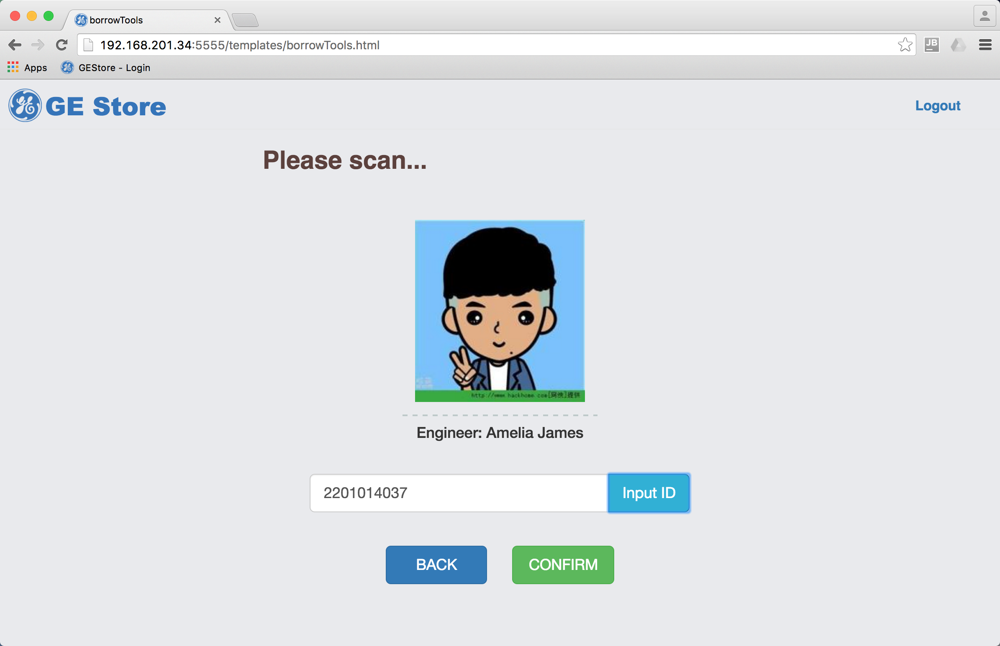 borrowTools
192.168.201.34:5555/templates/borrowTools.html
JB
Apps
GEStore - Login
GE Store
Logout
Please scan...
http://www.hackhome.com[网侠]提供
Engineer: Amelia James
2201014037
Input ID
BACK
CONFIRM